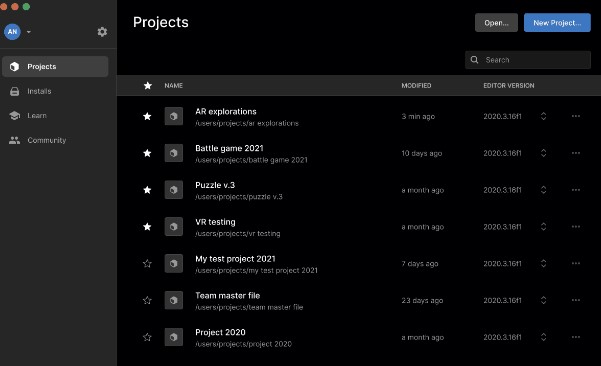 Projects
Open...
New Project...
AN
Search
Projects
Installs
Learn
Community
NAME MODIFIED EDITOR VERSION
AR explorations
/users/projects/ar explorations
3 min ago 2020.3.16f1
Battle game 2021
/users/projects/battle game 2021
10 days ago 2020.3.16f1
Puzzle v.3
/users/projects/puzzle v.3
a month ago 2020.3.16f1
VR testing
/users/projects/vr testing
a month ago 2020.3.16f1
My test project 2021
/users/projects/my test project 2021
7 days ago 2020.3.16f1
Team master file
/users/projects/team master file
23 days ago 2020.3.16f1
Project 2020
/users/projects/project 2020
a month ago 2020.3.16f1